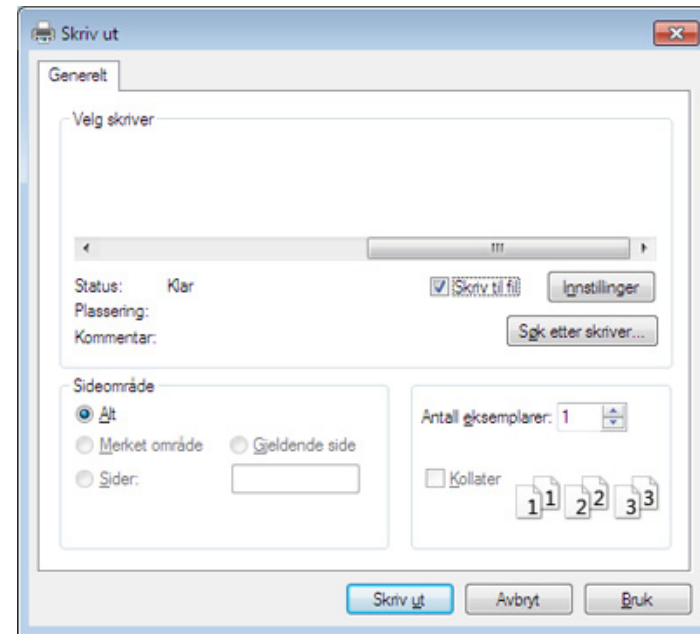 Skriv ut
Generelt
Velg skriver
Status: Klar
Skriv til fil
Innstillinger
Plassering:
Kommentar:
Søk etter skriver...
Sideområde
Alt
Merket område
Gjeldende side
Sider:
Antall eksemplarer: 1
Kollater
1 1 2 2 3 3
Skriv ut
Avbryt
Bruk